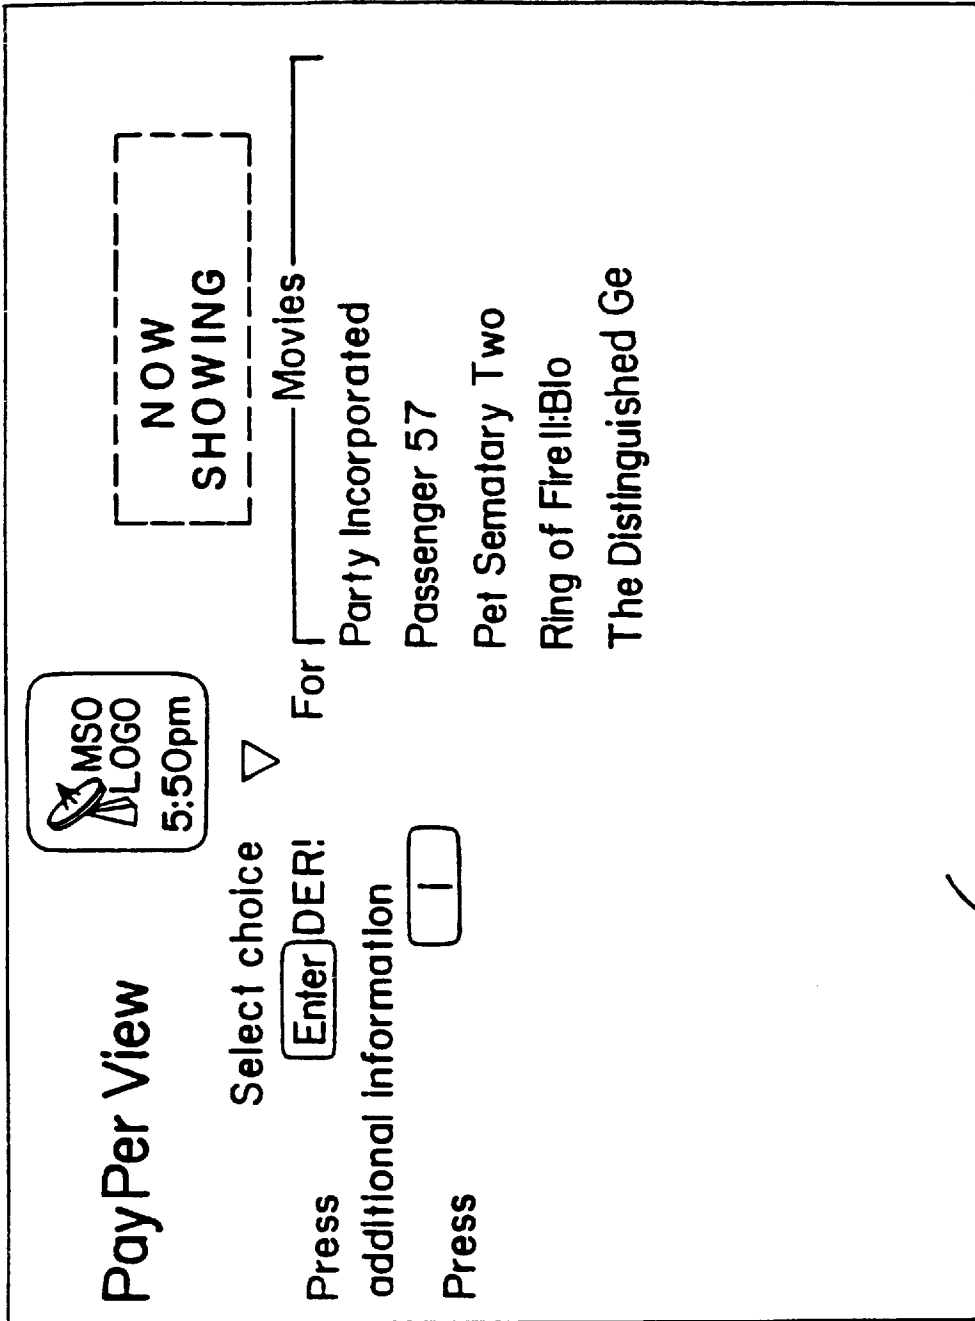 PayPer View
MSO
LOGO
5:50pm
NOW
SHOWING
Select choice
Press Enter DER!
additional information
Press I
For
Movies
Party Incorporated
Passenger 57
Pet Sematary Two
Ring of Fire II:Blo
The Distinguished Ge